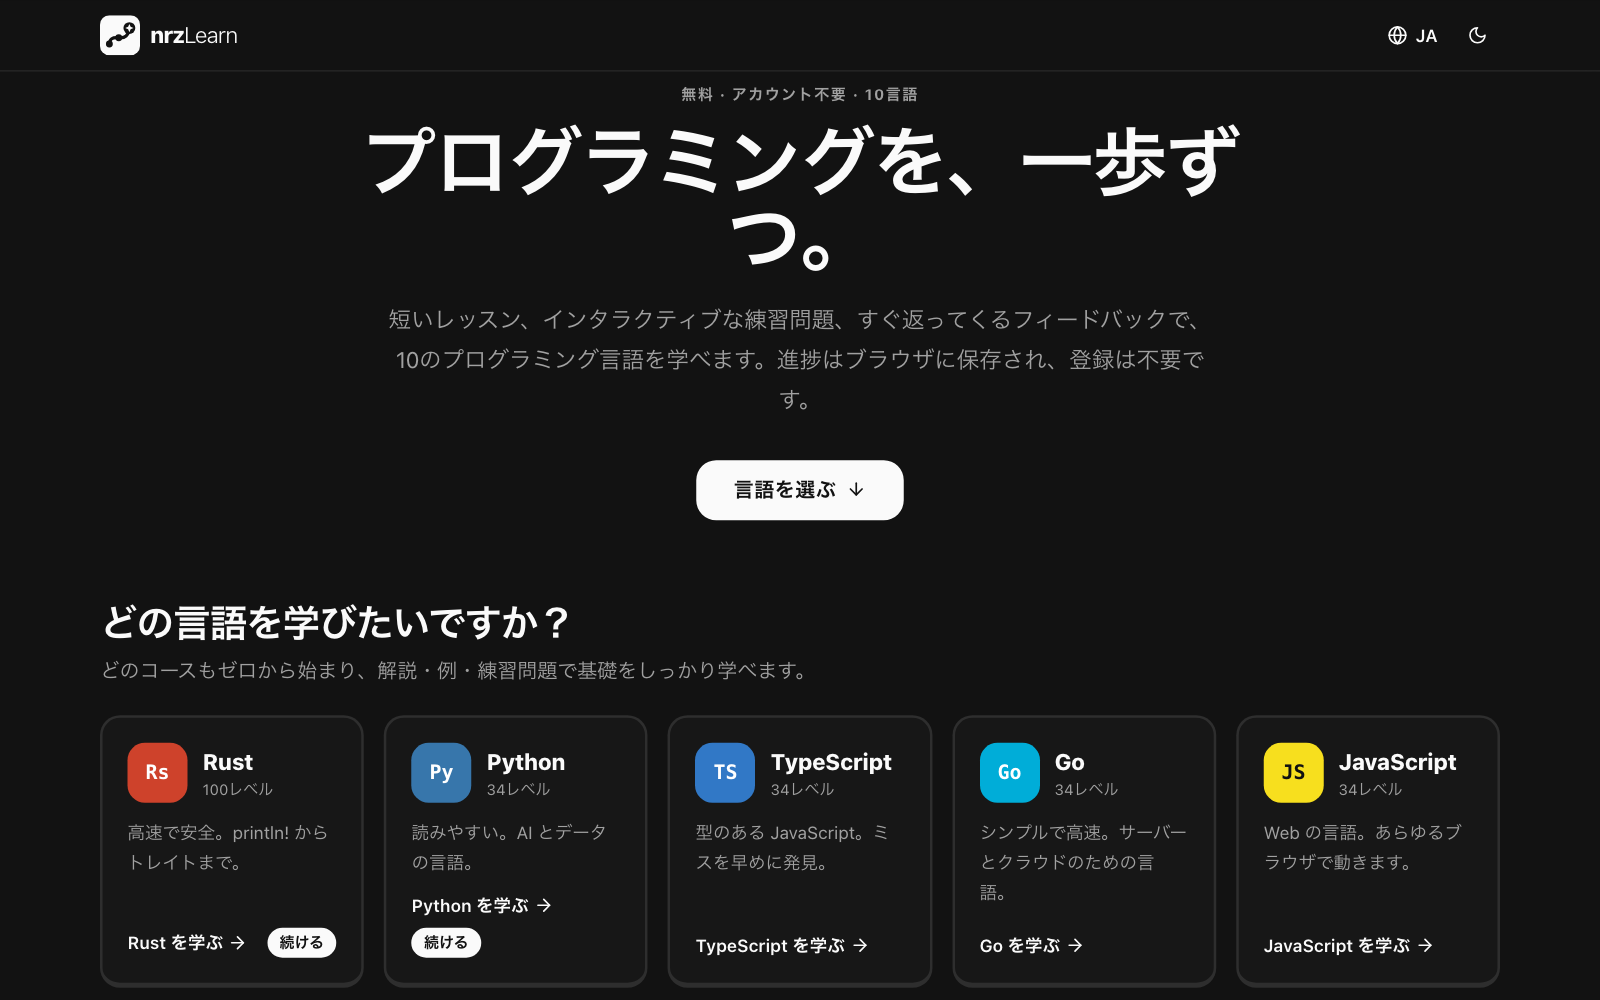 nrzLearn
JA
無料 · アカウント不要 · 10言語
プログラミングを、一歩ず
つ。
短いレッスン、インタラクティブな練習問題、すぐ返ってくるフィードバックで、
10のプログラミング言語を学べます。進捗はブラウザに保存され、登録は不要で
す。
言語を選ぶ ↓
どの言語を学びたいですか？
どのコースもゼロから始まり、解説・例・練習問題で基礎をしっかり学べます。
Rs
Rust
100レベル
高速で安全。println! から
トレイトまで。
Rust を学ぶ →
続ける
Py
Python
34レベル
読みやすい。AI とデータ
の言語。
Python を学ぶ →
続ける
TS
TypeScript
34レベル
型のある JavaScript。ミ
スを早めに発見。
TypeScript を学ぶ →
Go
Go
34レベル
シンプルで高速。サーバー
とクラウドのための言
語。
Go を学ぶ →
JS
JavaScript
34レベル
Web の言語。あらゆるブ
ラウザで動きます。
JavaScript を学ぶ →